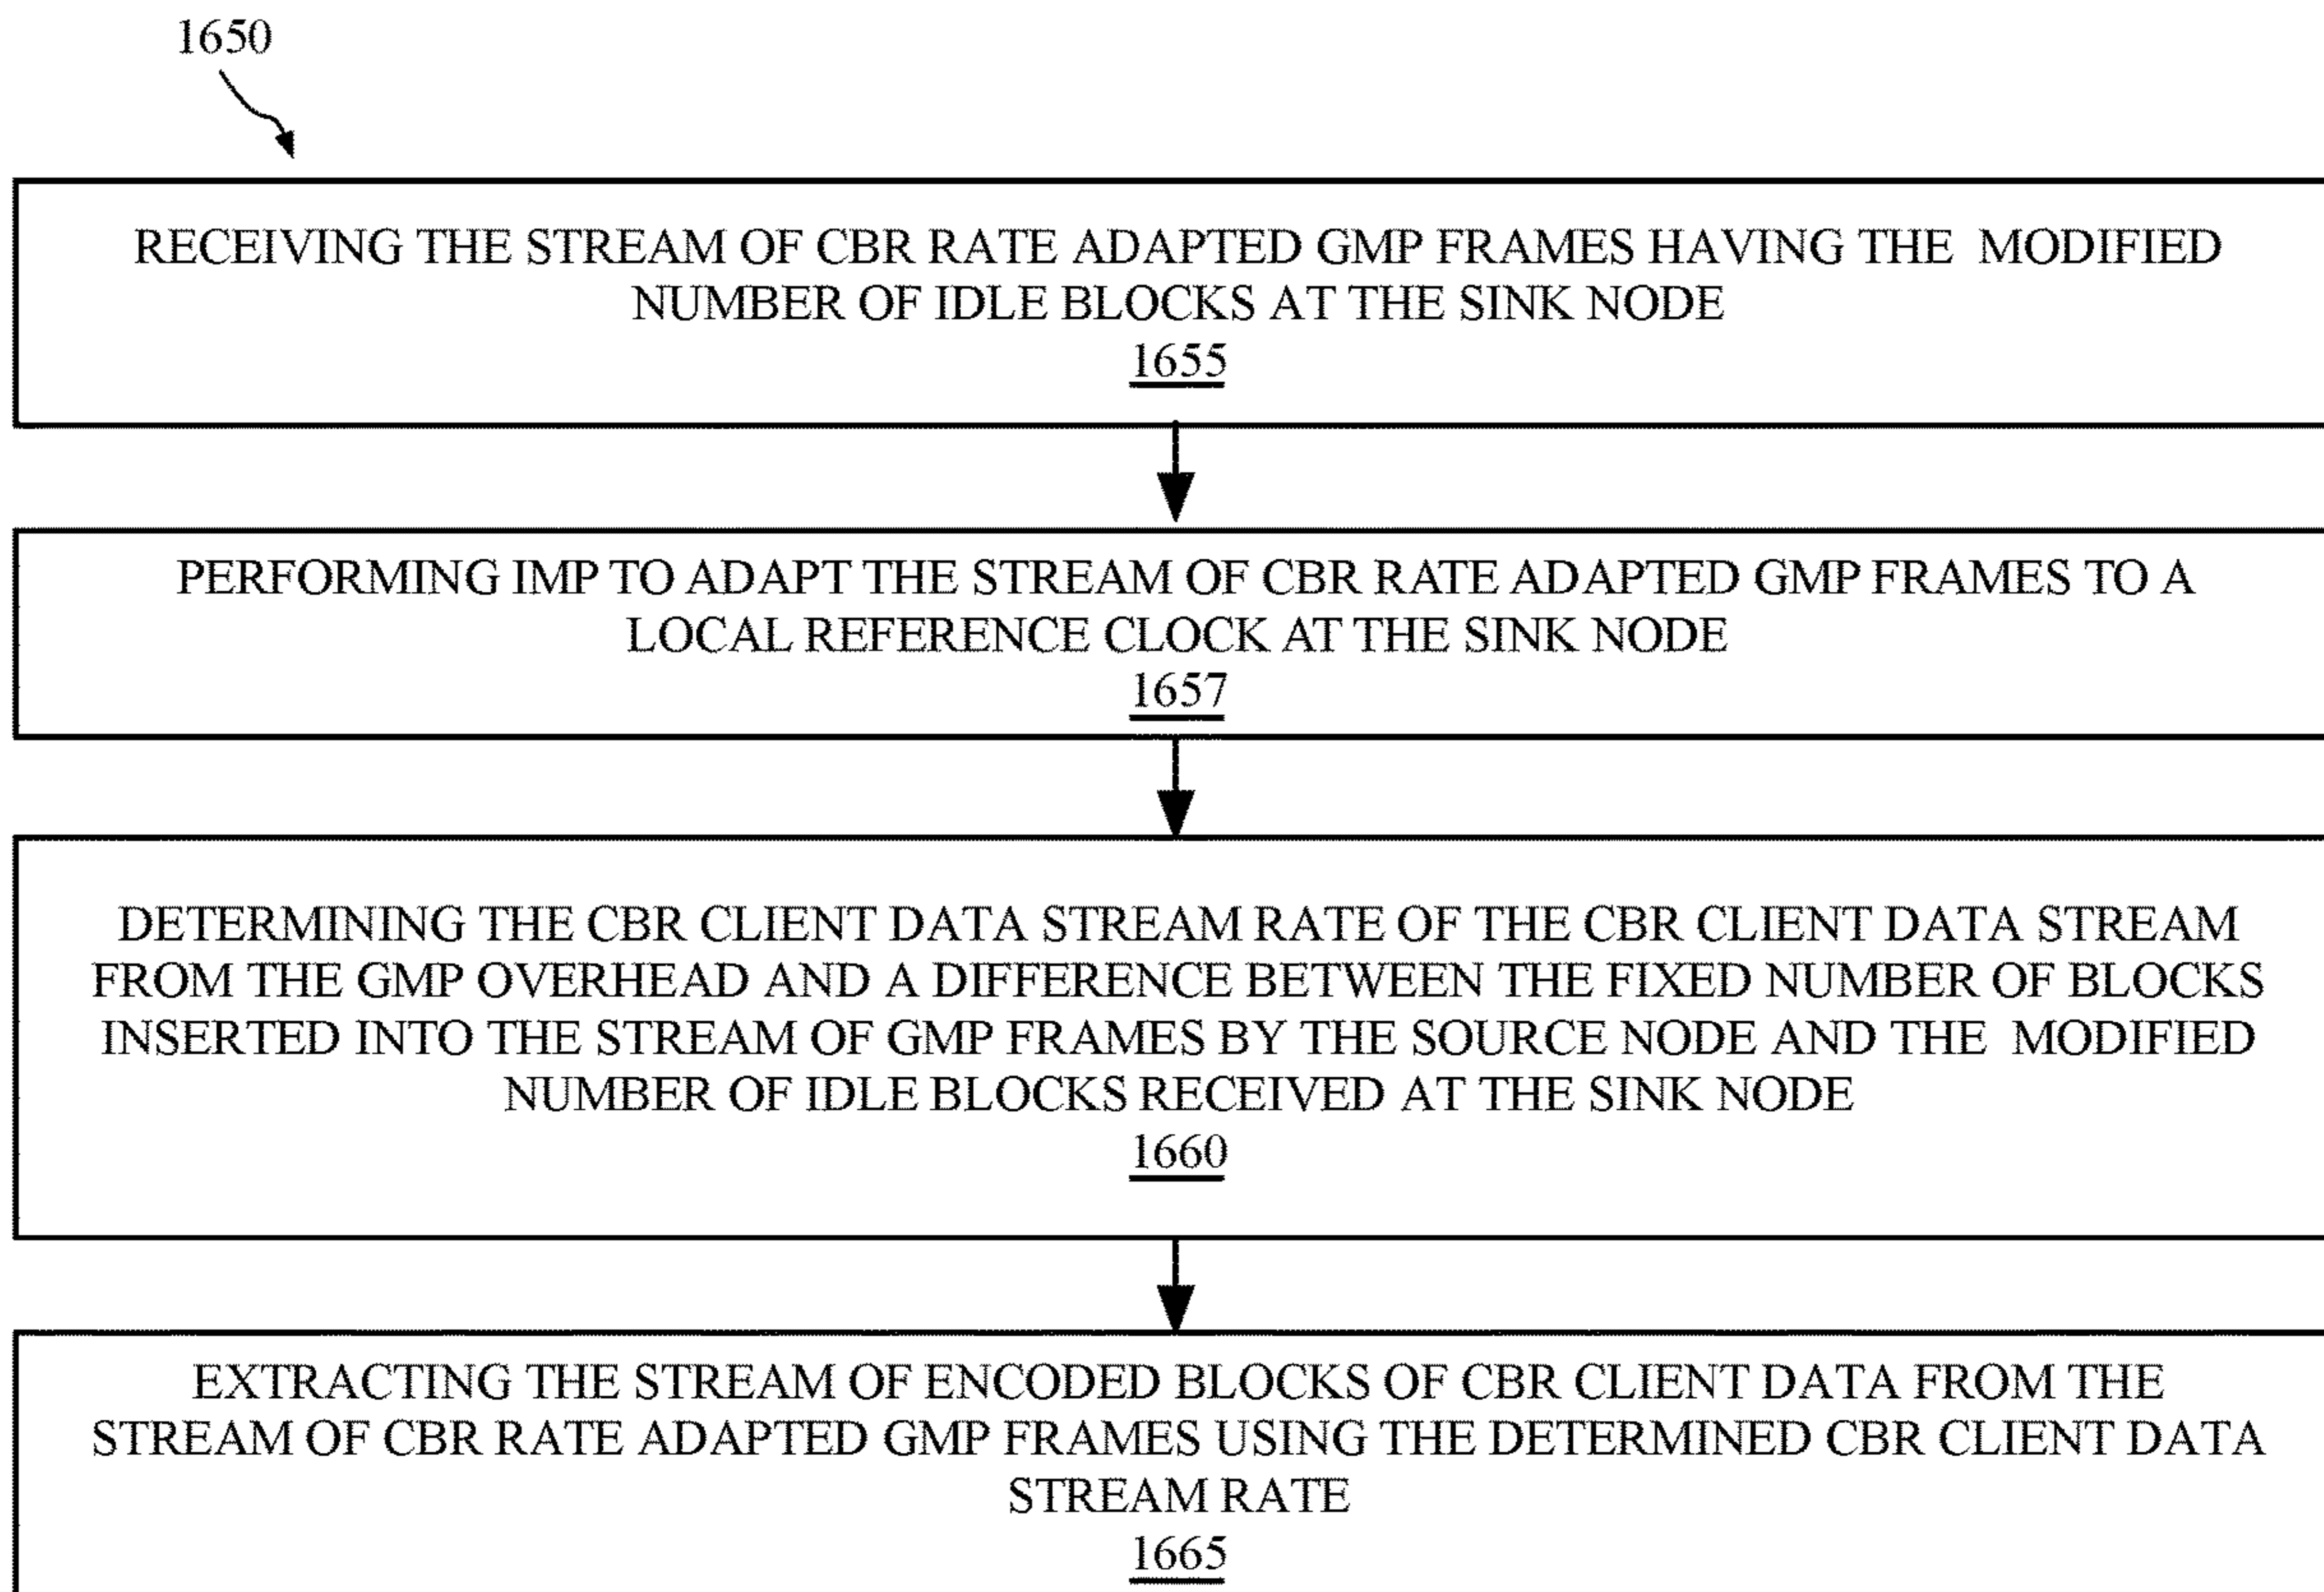 1650
RECEIVING THE STREAM OF CBR RATE ADAPTED GMP FRAMES HAVING THE MODIFIED
NUMBER OF IDLE BLOCKS AT THE SINK NODE
1655
PERFORMING IMP TO ADAPT THE STREAM OF CBR RATE ADAPTED GMP FRAMES TO A
LOCAL REFERENCE CLOCK AT THE SINK NODE
1657
DETERMINING THE CBR CLIENT DATA STREAM RATE OF THE CBR CLIENT DATA STREAM
FROM THE GMP OVERHEAD AND A DIFFERENCE BETWEEN THE FIXED NUMBER OF BLOCKS
INSERTED INTO THE STREAM OF GMP FRAMES BY THE SOURCE NODE AND THE MODIFIED
NUMBER OF IDLE BLOCKS RECEIVED AT THE SINK NODE
1660
EXTRACTING THE STREAM OF ENCODED BLOCKS OF CBR CLIENT DATA FROM THE
STREAM OF CBR RATE ADAPTED GMP FRAMES USING THE DETERMINED CBR CLIENT DATA
STREAM RATE
1665